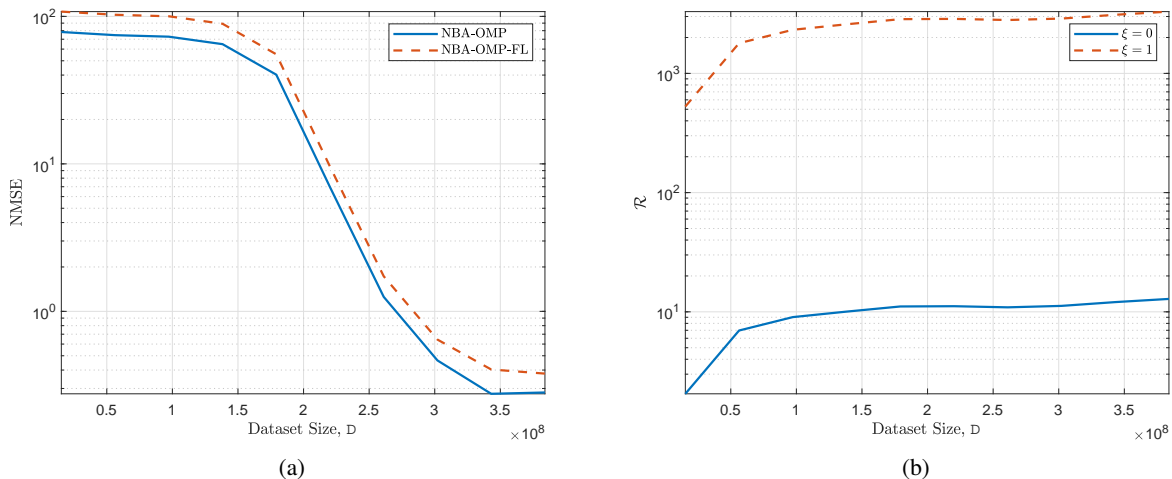 10^2
10^1
10^0
NMSE
NBA-OMP
NBA-OMP-FL
0.5 1 1.5 2 2.5 3 3.5
Dataset Size, D
×10^8
(a)
10^3
10^2
10^1
ℛ
ξ = 0
ξ = 1
0.5 1 1.5 2 2.5 3 3.5
Dataset Size, D
×10^8
(b)